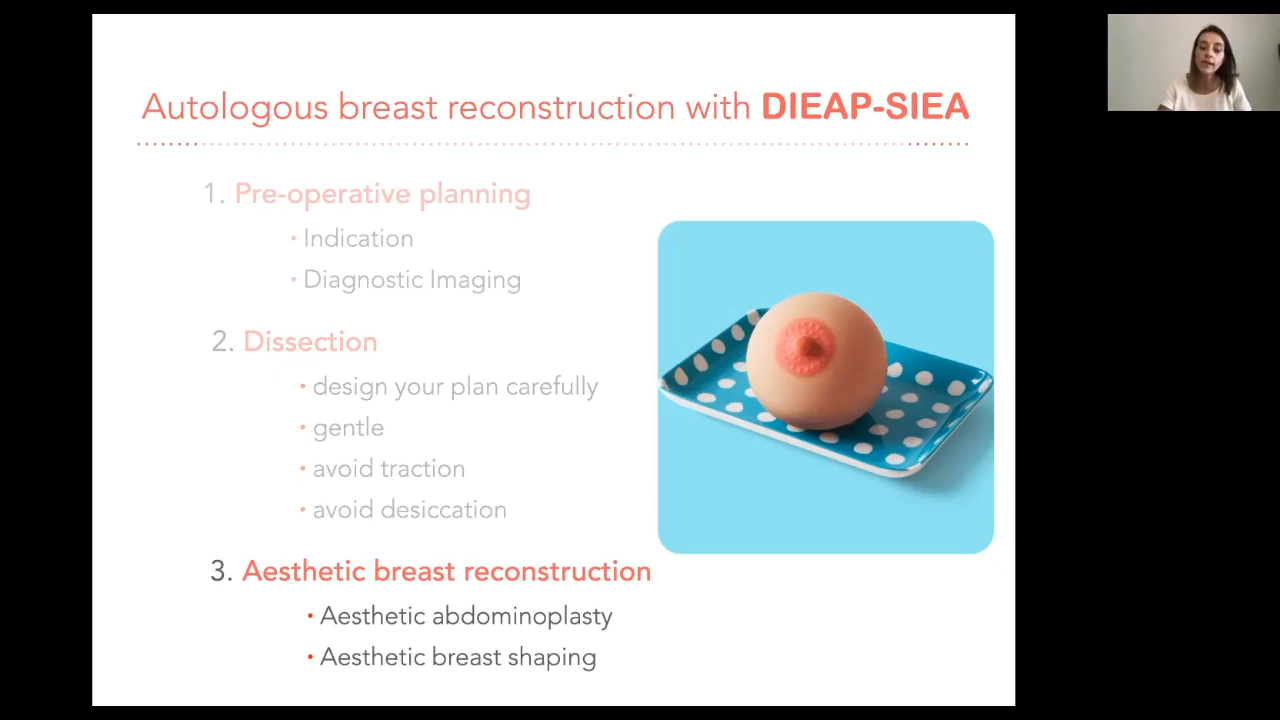 Autologous breast reconstruction with DIEAP-SIEA
1. Pre-operative planning
• Indication
• Diagnostic Imaging
2. Dissection
• design your plan carefully
• gentle
• avoid traction
• avoid desiccation
3. Aesthetic breast reconstruction
• Aesthetic abdominoplasty
• Aesthetic breast shaping